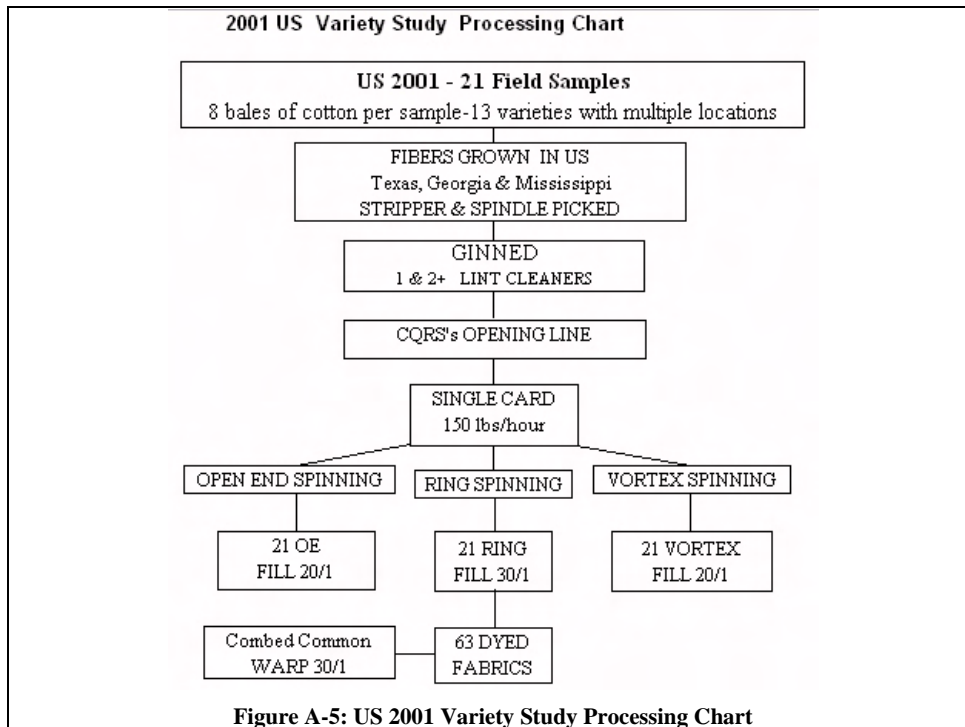 2001 US Variety Study Processing Chart
US 2001 - 21 Field Samples
8 bales of cotton per sample-13 varieties with multiple locations
FIBERS GROWN IN US
Texas, Georgia & Mississippi
STRIPPER & SPINDLE PICKED
GINNED
1 & 2+ LINT CLEANERS
CQRS's OPENING LINE
SINGLE CARD
150 lbs/hour
OPEN END SPINNING
RING SPINNING
VORTEX SPINNING
21 OE
FILL 20/1
21 RING
FILL 30/1
21 VORTEX
FILL 20/1
Combed Common
WARP 30/1
63 DYED
FABRICS
Figure A-5: US 2001 Variety Study Processing Chart